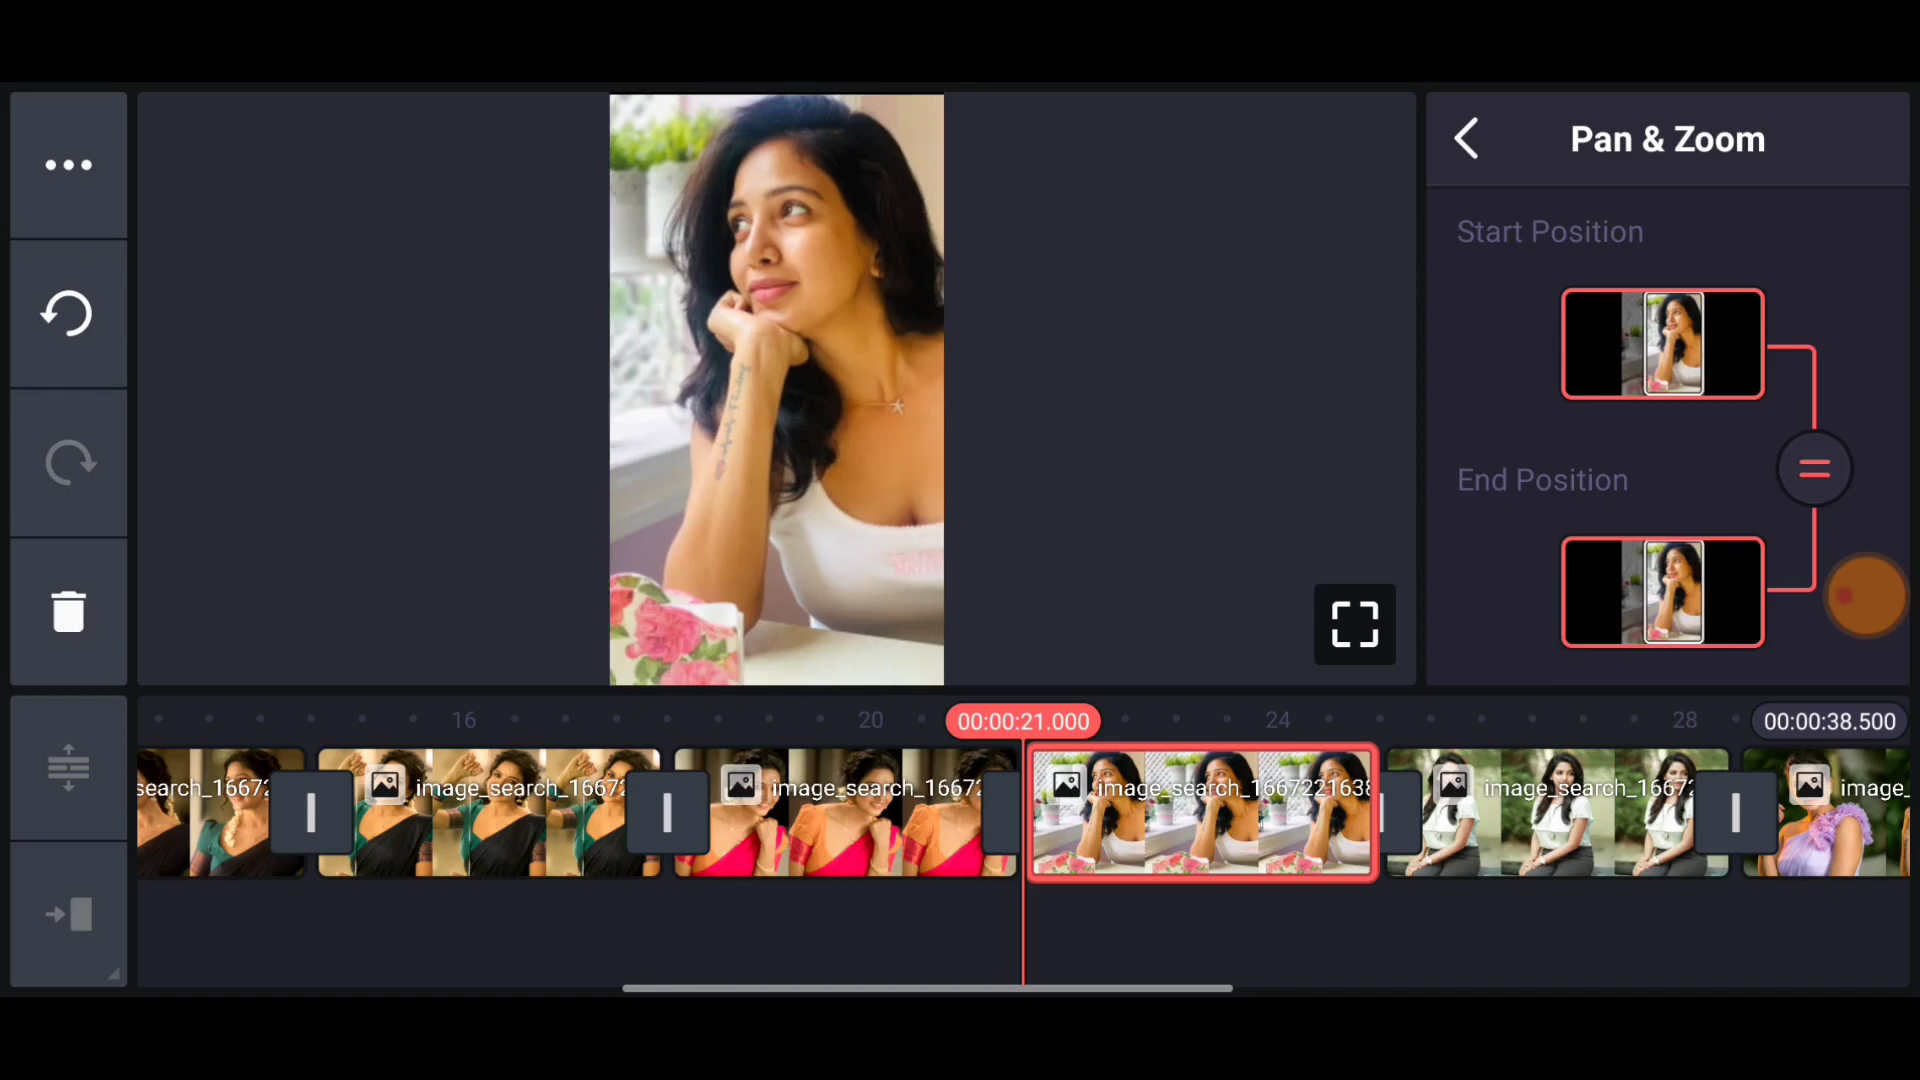 Pan & Zoom
Start Position
End Position
16
20
00:00:21.000
24
28
00:00:38.500
search_1667
image_search_1667
image_search_1667
image_search_1667221638
image_search_1667
image_